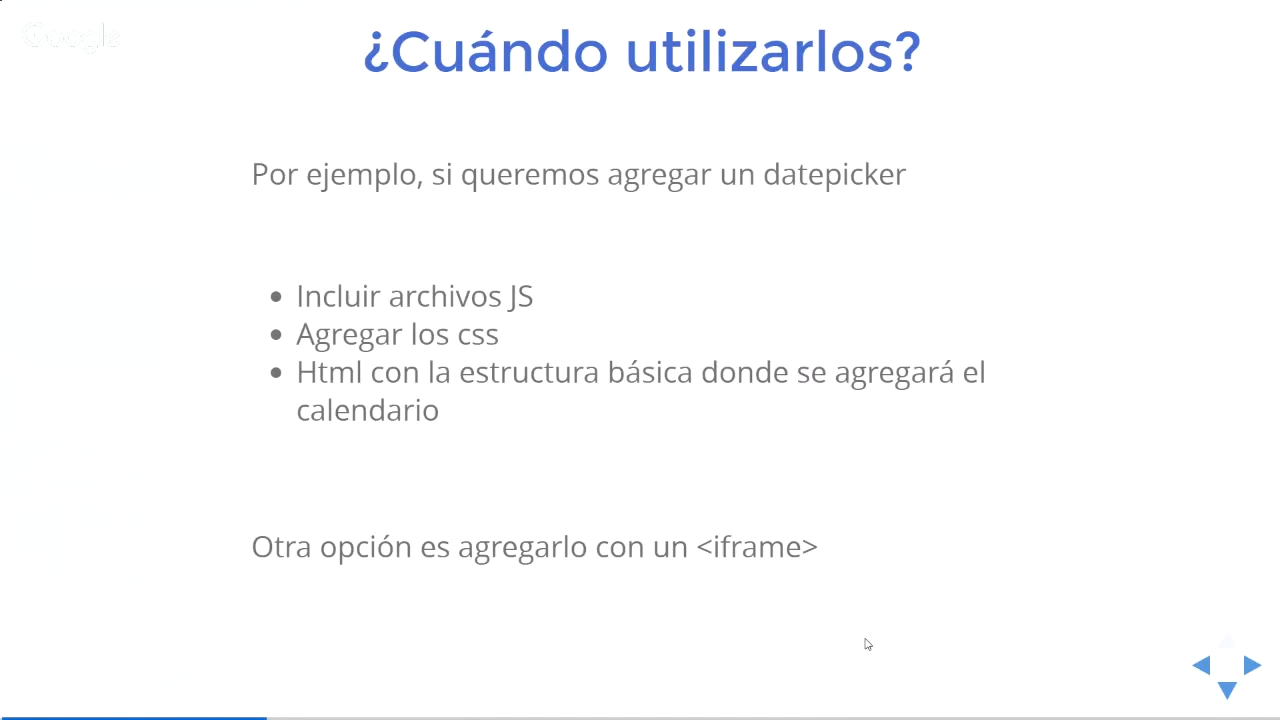 Google
¿Cuándo utilizarlos?
Por ejemplo, si queremos agregar un datepicker
Incluir archivos JS
Agregar los css
Html con la estructura básica donde se agregará el
calendario
Otra opción es agregarlo con un <iframe>